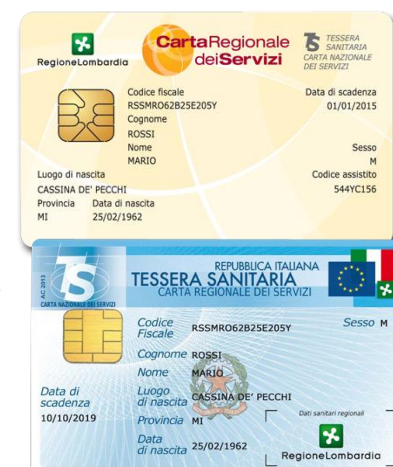 RegioneLombardia
CartaRegionale
deiServizi
TS TESSERA
SANITARIA
CARTA NAZIONALE
DEI SERVIZI
Codice fiscale
RSSMRO62B25E205Y
Data di scadenza
01/01/2015
Cognome
ROSSI
Nome
MARIO
Sesso
M
Luogo di nascita
CASSINA DE' PECCHI
Codice assistito
544YC156
Provincia Data di nascita
MI 25/02/1962
AC 2013
TS
CARTA NAZIONALE DEI SERVIZI
REPUBBLICA ITALIANA
TESSERA SANITARIA
CARTA REGIONALE DEI SERVIZI
Codice
Fiscale RSSMRO62B25E205Y
Sesso M
Cognome ROSSI
Nome MARIO
Luogo
di nascita CASSINA DE' PECCHI
Data di
scadenza
10/10/2019
Provincia MI
Data
di nascita 25/02/1962
Dati sanitari regionali
RegioneLombardia